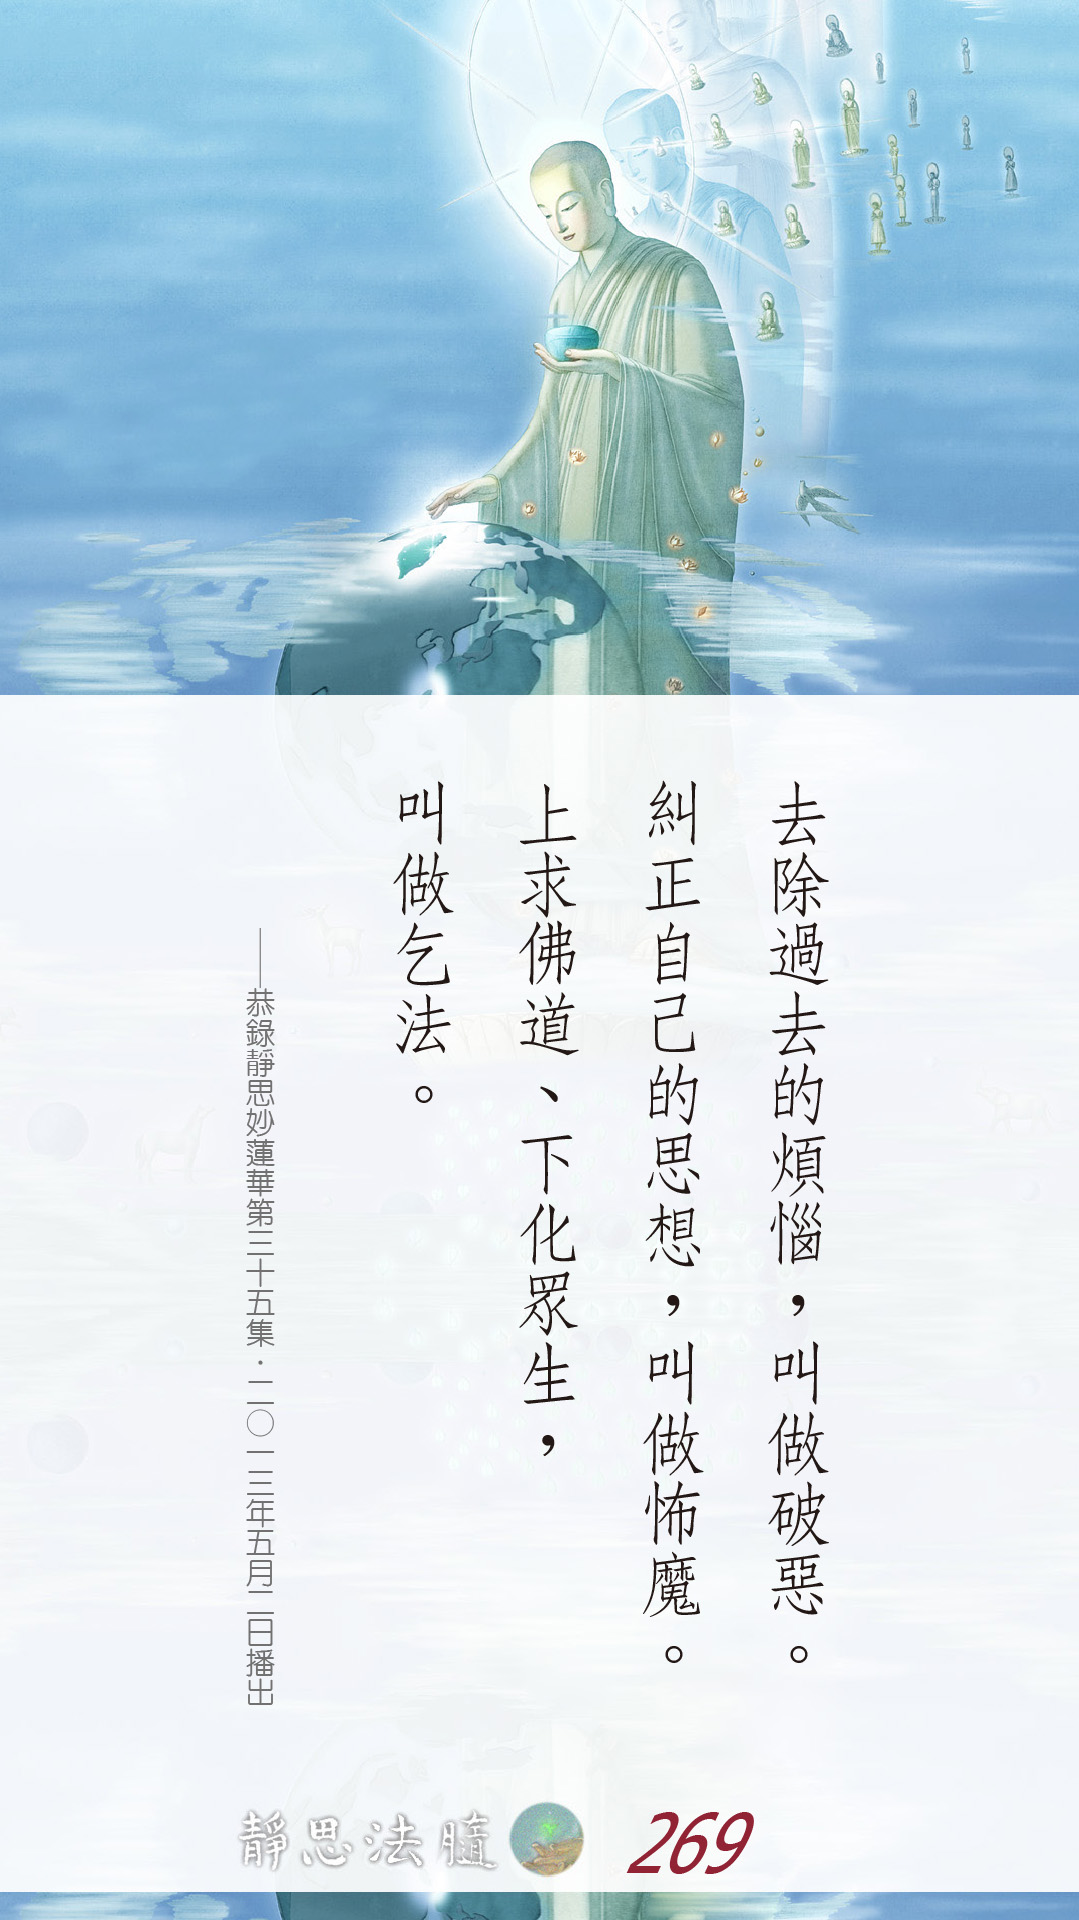 去除過去的煩惱，叫做破惡。
糾正自己的思想，叫做怖魔。
上求佛道、下化眾生，
叫做乞法。
——恭錄靜思妙蓮華第三十五集・二〇一三年五月二日播出
靜思法髓 269